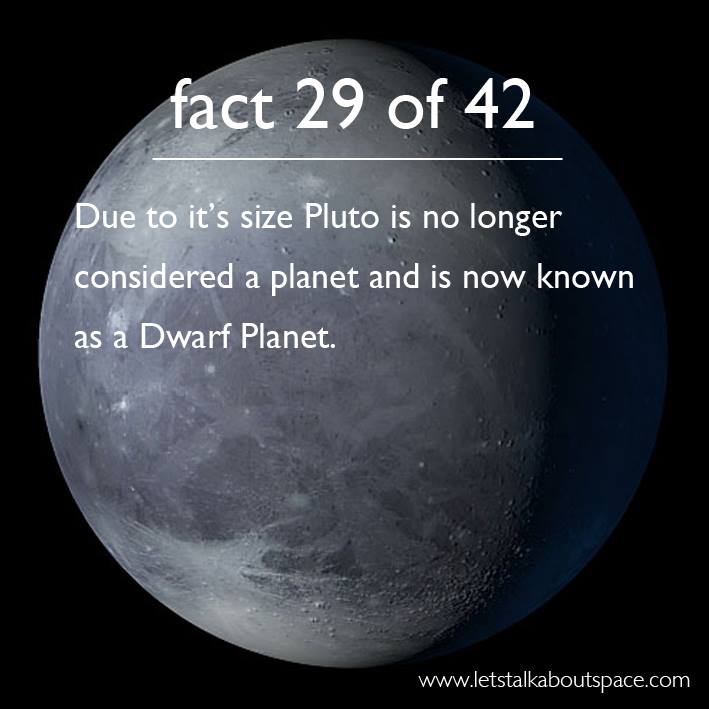 fact 29 of 42
Due to it's size Pluto is no longer
considered a planet and is now known
as a Dwarf Planet.
www.letstalkaboutspace.com